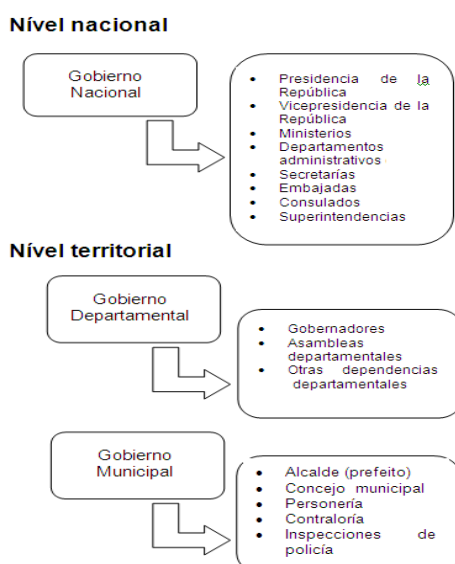 Nível nacional
Gobierno
Nacional
• Presidencia de la
República
• Vicepresidencia de la
República
• Ministerios
• Departamentos
administrativos
• Secretarías
• Embajadas
• Consulados
• Superintendencias
Nível territorial
Gobierno
Departamental
• Gobernadores
• Asambleas
departamentales
• Otras dependencias
departamentales
Gobierno
Municipal
• Alcalde (prefeito)
• Concejo municipal
• Personería
• Contraloría
• Inspecciones de
policía